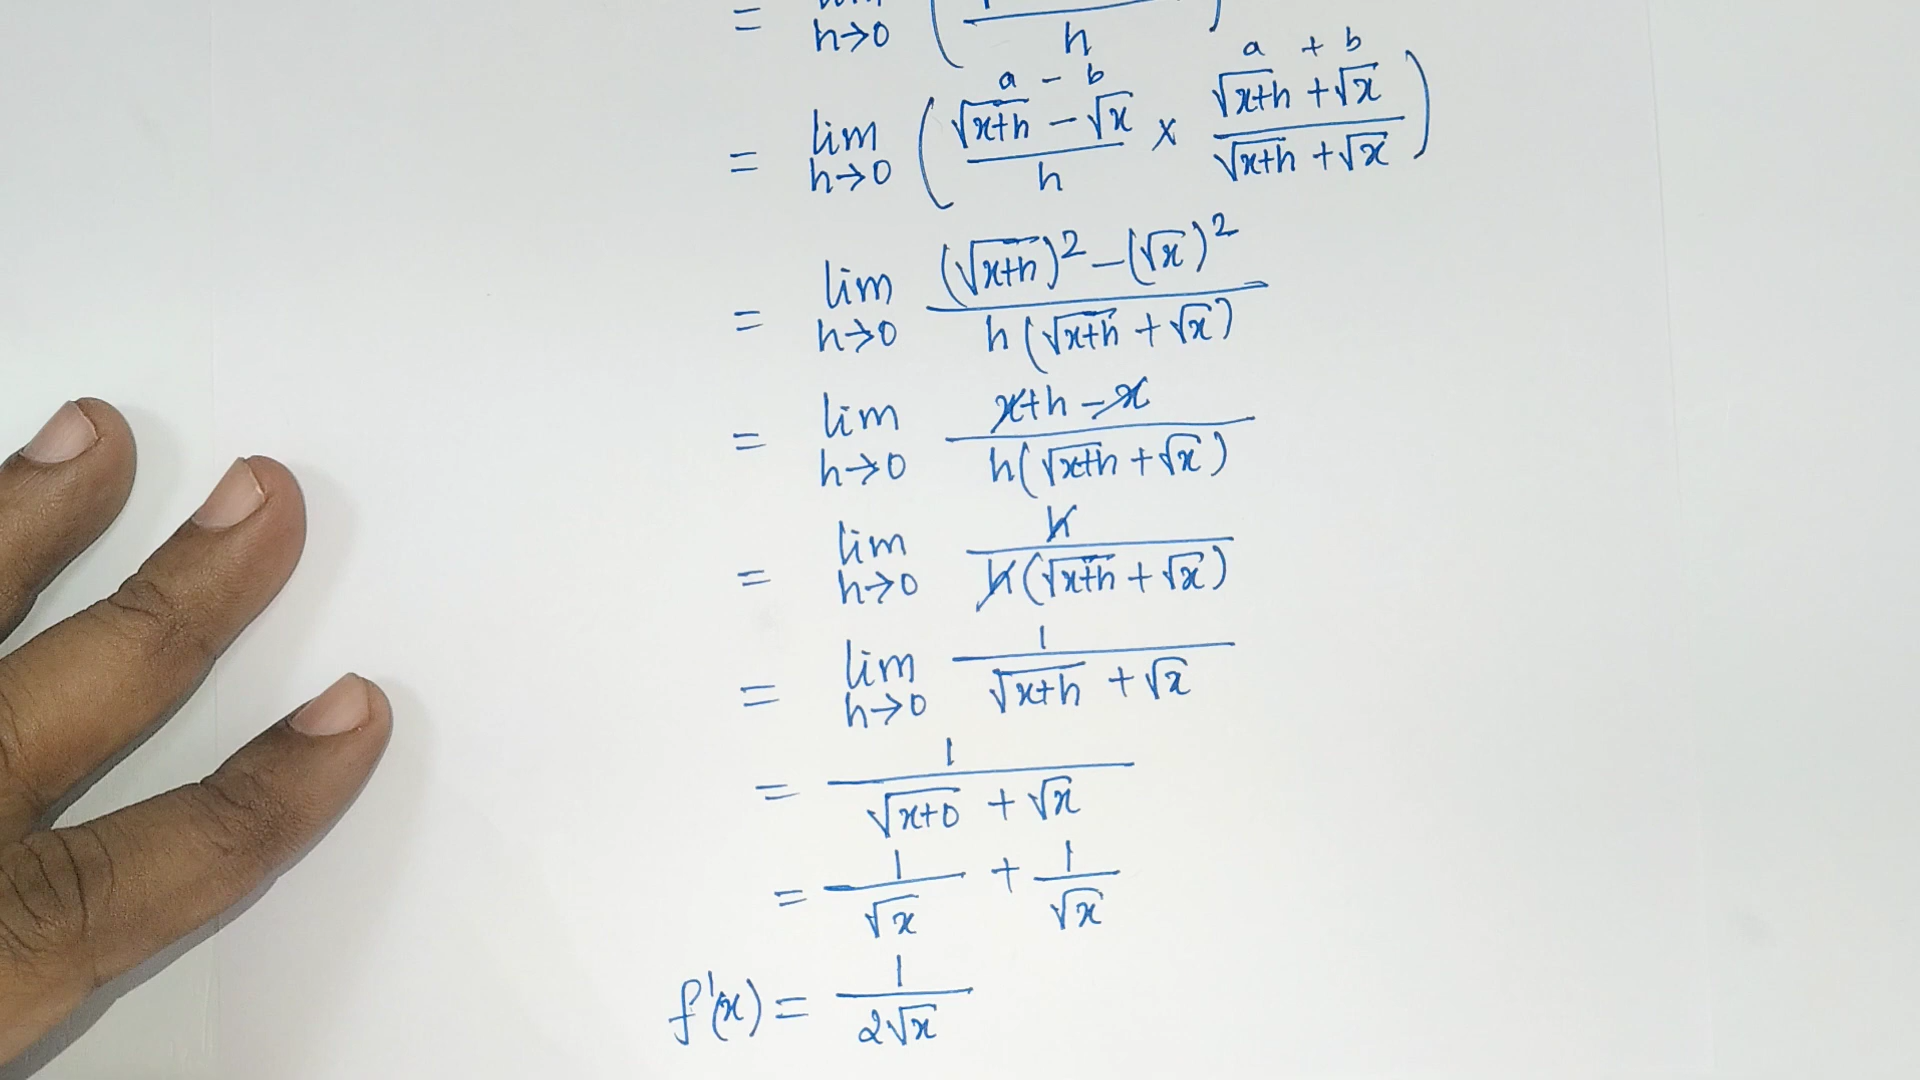 = lim h→0 ( / h )
= lim h→0 ( (√(x+h) − √x) / h × (√(x+h) + √x) / (√(x+h) + √x) ) a − b a + b
= lim h→0 ((√(x+h))² − (√x)²) / (h(√(x+h) + √x))
= lim h→0 (x+h − x) / (h(√(x+h) + √x))
= lim h→0 h / (h(√(x+h) + √x))
= lim h→0 1 / (√(x+h) + √x)
= 1 / (√(x+0) + √x)
= 1/√x + 1/√x
f'(x) = 1 / (2√x)